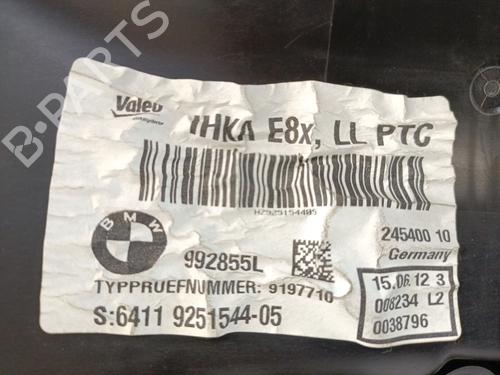 B-PARTS
Valeo
IHKA E8x, LL PTC
HZ929154405
BMW
992855L
245400 10
Germany
TYPPRUEFNUMMER: 9197710
15.06.12 3
008234 L2
0038796
S:6411 9251544-05